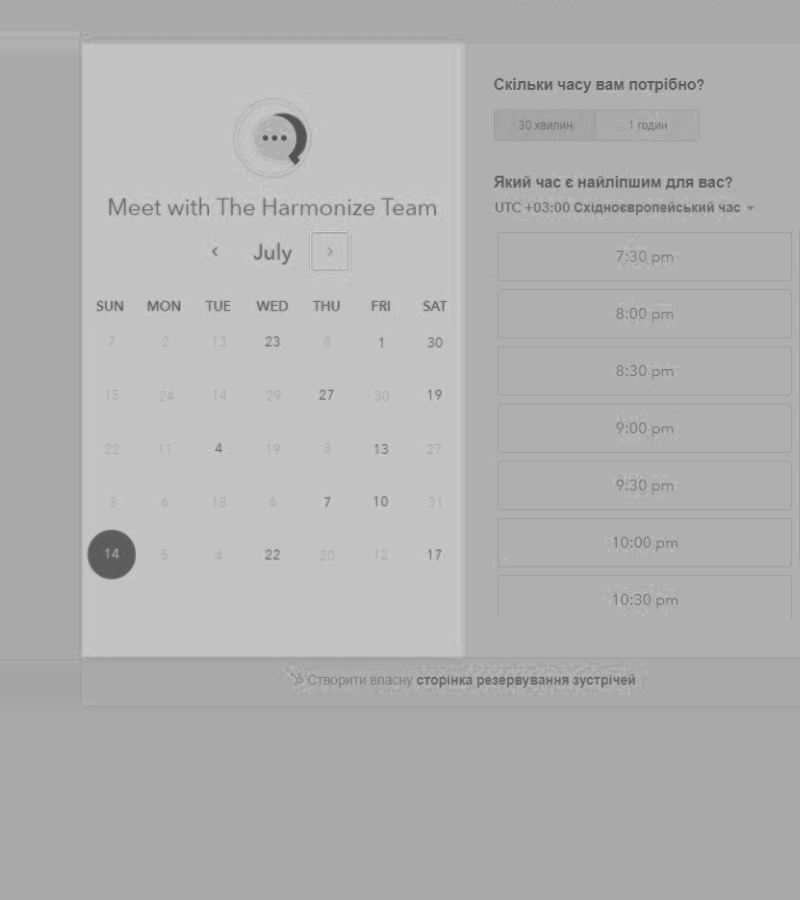 Meet with The Harmonize Team
July
SUN MON TUE WED THU FRI SAT
7 2 13 23 8 1 30
15 24 14 29 27 30 19
22 11 4 19 8 13 27
3 6 18 6 7 10 31
14 5 4 22 20 12 17
Скільки часу вам потрібно?
30 хвилин 1 годин
Який час є найліпшим для вас?
UTC +03:00 Східноєвропейський час
7:30 pm
8:00 pm
8:30 pm
9:00 pm
9:30 pm
10:00 pm
10:30 pm
Створити власну сторінка резервування зустрічей